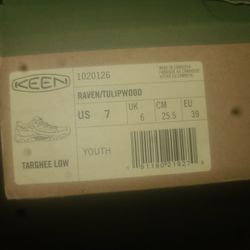 KEEN
1020126
RAVEN/TULIPWOOD
US 7
UK 6
CM 25.5
EU 39
TARGHEE LOW
YOUTH